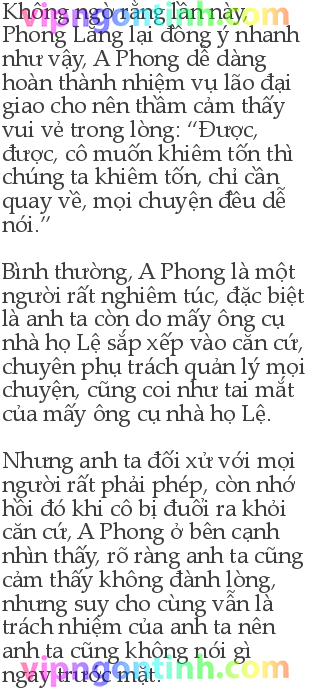 Không ngờ rằng lần này,
Phong Lang lại đồng ý nhanh
như vậy, A Phong dễ dàng
hoàn thành nhiệm vụ lão đại
giao cho nên thầm cảm thấy
vui vẻ trong lòng: “Được,
được, cô muốn khiêm tốn thì
chúng ta khiêm tốn, chỉ cần
quay về, mọi chuyện đều dễ
nói.”
Bình thường, A Phong là một
người rất nghiêm túc, đặc biệt
là anh ta còn do mấy ông cụ
nhà họ Lệ sắp xếp vào căn cứ,
chuyên phụ trách quản lý mọi
chuyện, cũng coi như tai mắt
của mấy ông cụ nhà họ Lệ.
Nhưng anh ta đối xử với mọi
người rất phải phép, còn nhớ
hồi đó khi cô bị đuổi ra khỏi
căn cứ, A Phong ở bên cạnh
nhìn thấy, rõ ràng anh ta cũng
cảm thấy không đành lòng,
nhưng suy cho cùng vẫn là
trách nhiệm của anh ta nên
anh ta cũng không nói gì
ngay trước mặt.
vipngontinh.com
vipngontinh.com